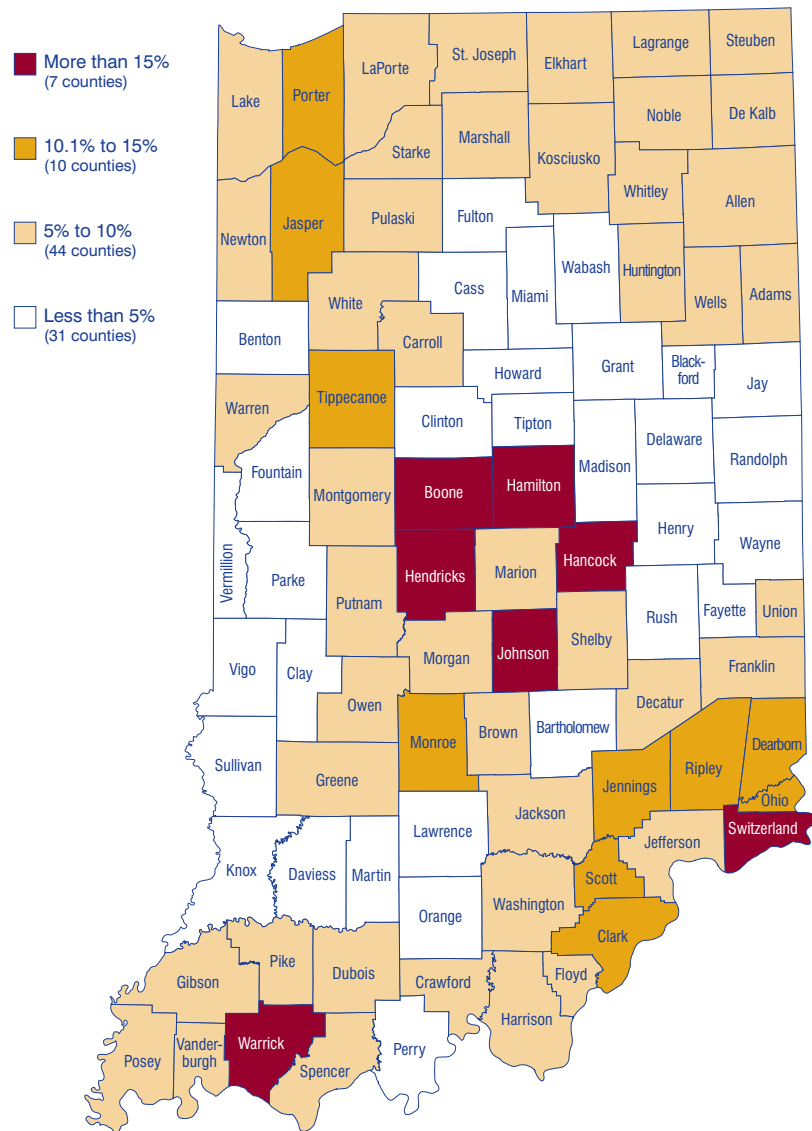 More than 15%
(7 counties)
10.1% to 15%
(10 counties)
5% to 10%
(44 counties)
Less than 5%
(31 counties)
Lake
Porter
LaPorte
St. Joseph
Elkhart
Lagrange
Steuben
Noble
De Kalb
Starke
Marshall
Kosciusko
Whitley
Allen
Newton
Jasper
Pulaski
Fulton
Cass
Miami
Wabash
Huntington
Wells
Adams
White
Carroll
Benton
Howard
Grant
Black-
ford
Jay
Warren
Tippecanoe
Clinton
Tipton
Madison
Delaware
Randolph
Fountain
Montgomery
Boone
Hamilton
Henry
Wayne
Vermillion
Parke
Putnam
Hendricks
Marion
Hancock
Rush
Fayette
Union
Vigo
Clay
Owen
Morgan
Johnson
Shelby
Decatur
Franklin
Sullivan
Greene
Monroe
Brown
Bartholomew
Jennings
Ripley
Dearborn
Ohio
Switzerland
Jefferson
Jackson
Lawrence
Knox
Daviess
Martin
Orange
Washington
Scott
Clark
Gibson
Pike
Dubois
Crawford
Floyd
Harrison
Posey
Vander-
burgh
Warrick
Spencer
Perry